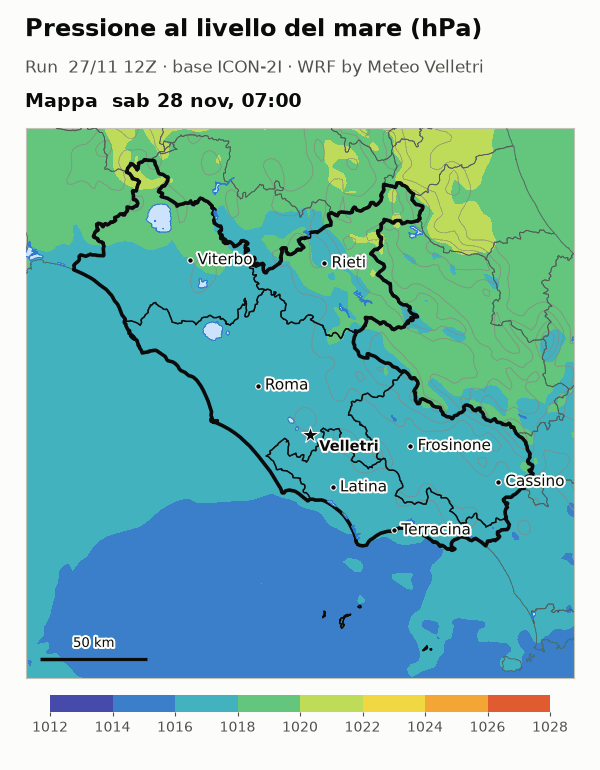 Pressione al livello del mare (hPa)
Run  27/11 12Z · base ICON-2I · WRF by Meteo Velletri
Mappa  sab 28 nov, 07:00
Viterbo
Rieti
Roma
Velletri
Frosinone
Cassino
Latina
Terracina
50 km
1012 1014 1016 1018 1020 1022 1024 1026 1028